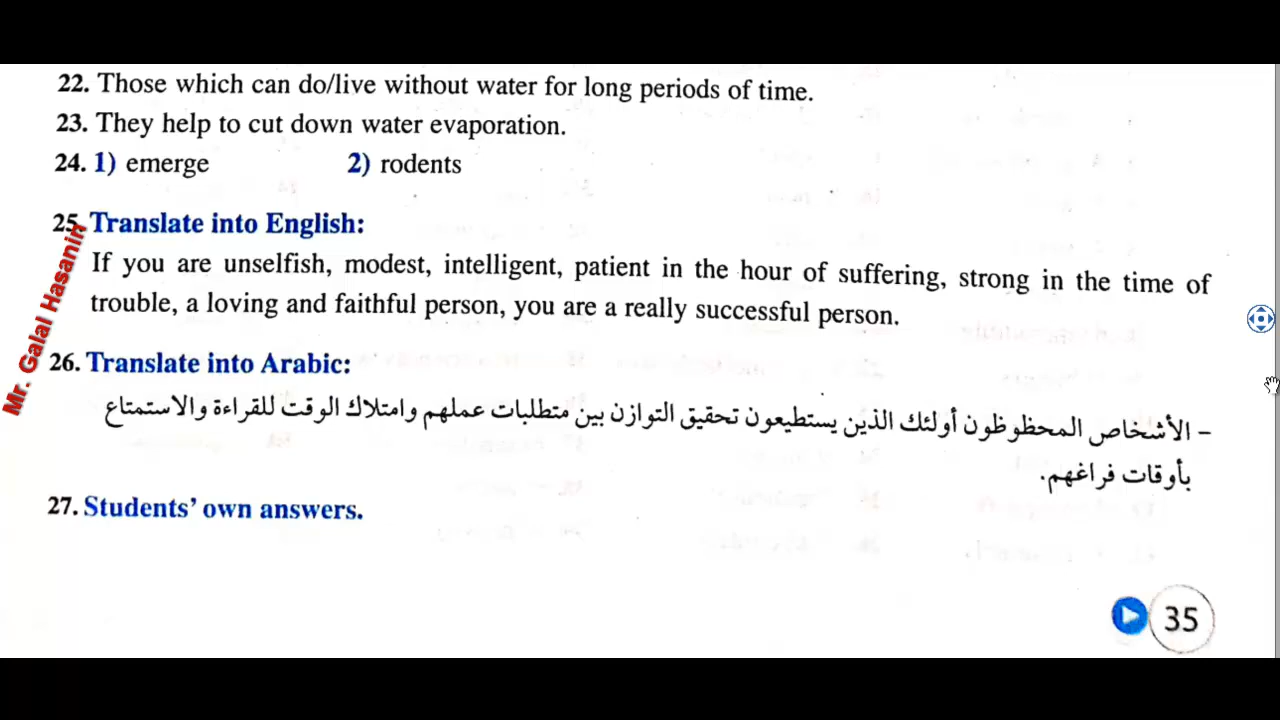 22. Those which can do/live without water for long periods of time.
23. They help to cut down water evaporation.
24. 1) emerge 2) rodents
25. Translate into English:
If you are unselfish, modest, intelligent, patient in the hour of suffering, strong in the time of
trouble, a loving and faithful person, you are a really successful person.
26. Translate into Arabic:
– الأشخاص المحظوظون أولئك الذين يستطيعون تحقيق التوازن بين متطلبات عملهم وامتلاك الوقت للقراءة والاستمتاع
بأوقات فراغهم.
27. Students' own answers.
35
Mr. Galal Hasanin